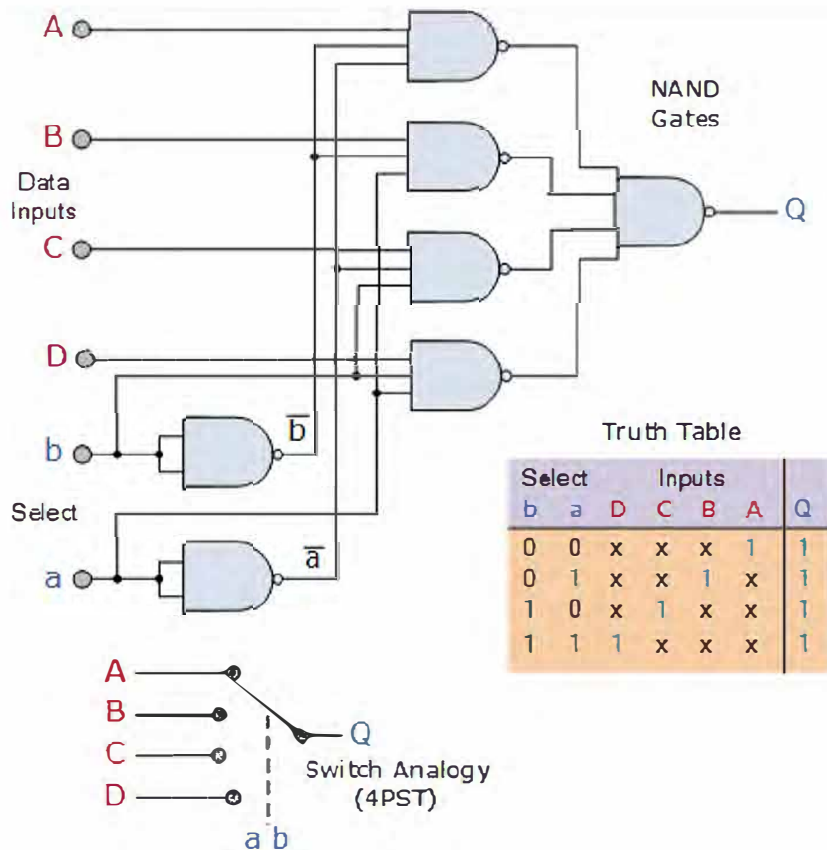 A
NAND
Gates
B
Data
Inputs
Q
C
D
b̅
b
Truth Table
Select Inputs
b a D C B A Q
Select
a̅
0 0 x x x 1 1
a
0 1 x x 1 x 1
1 0 x 1 x x 1
1 1 1 x x x 1
A
B
Q
C
Switch Analogy
(4PST)
D
a b